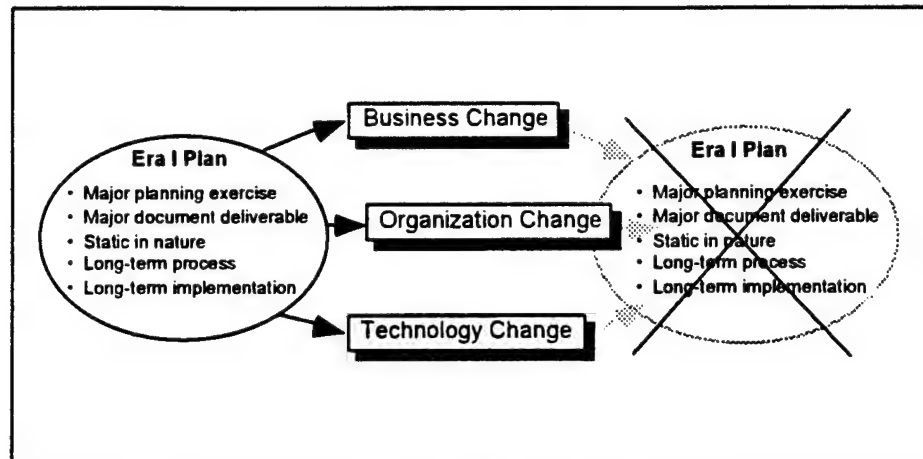 Era I Plan
• Major planning exercise
• Major document deliverable
• Static in nature
• Long-term process
• Long-term implementation
Business Change
Organization Change
Technology Change
Era I Plan
• Major planning exercise
• Major document deliverable
• Static in nature
• Long-term process
• Long-term implementation